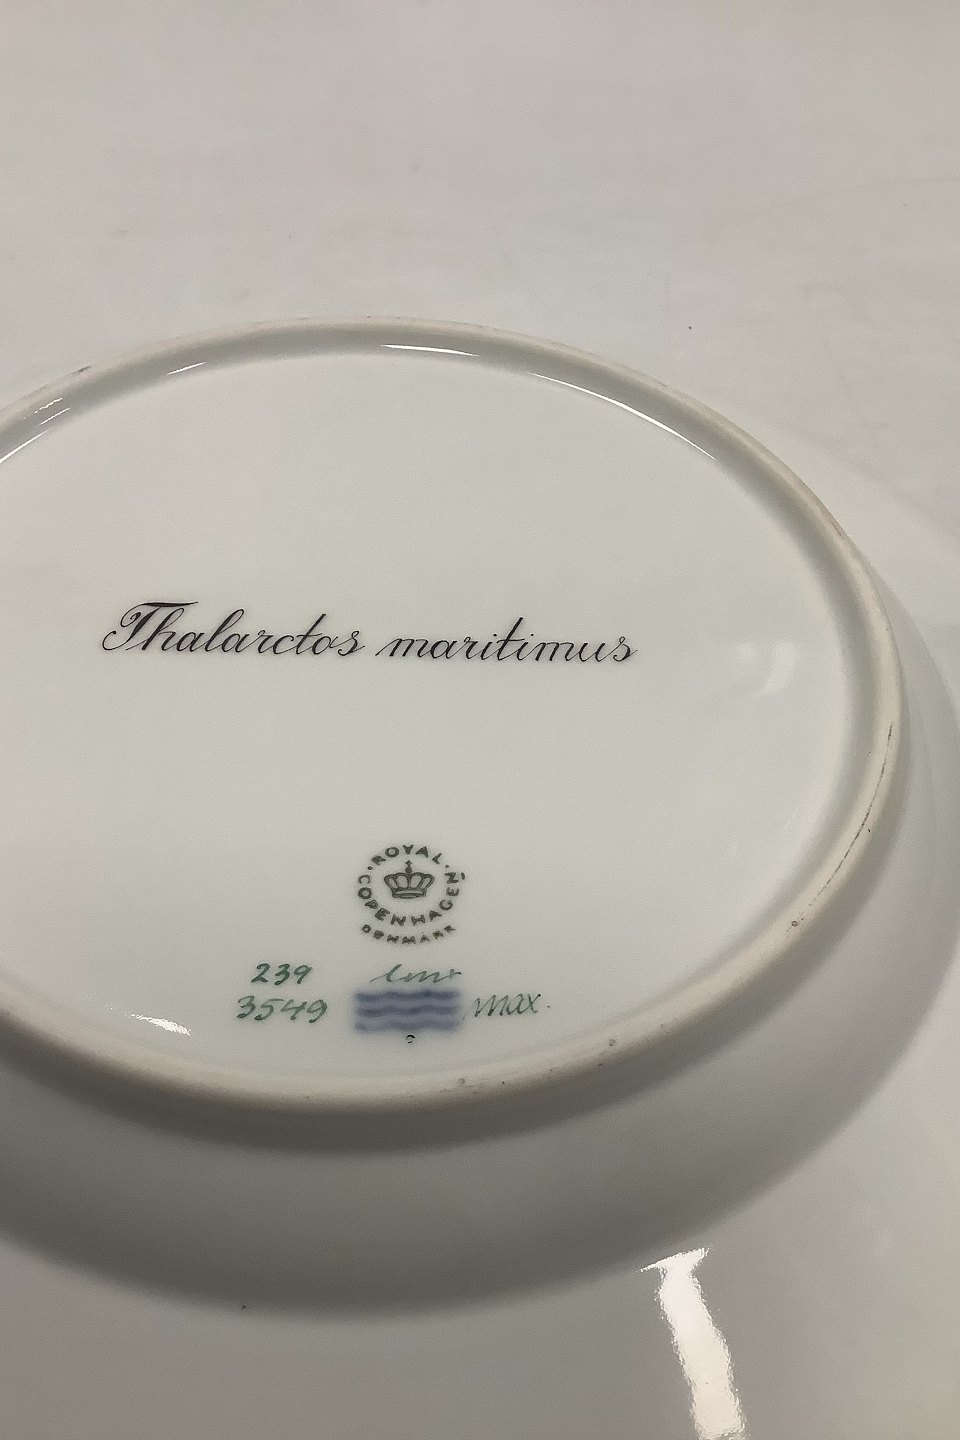 Thalarctos maritimus
ROYAL
COPENHAGEN
DENMARK
239
3549 max.